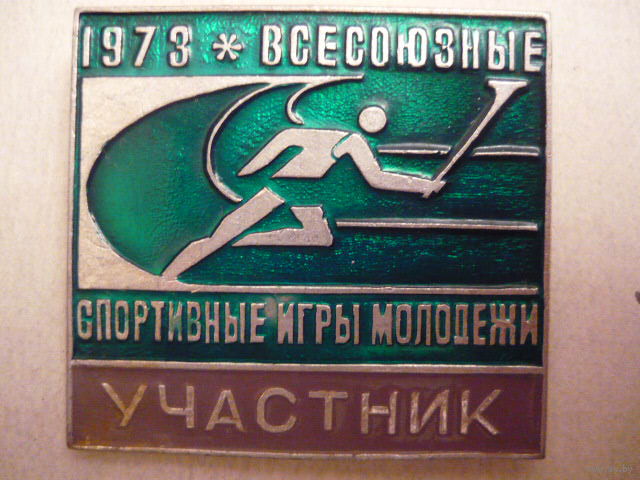 1973 * ВСЕСОЮЗНЫЕ
СПОРТИВНЫЕ ИГРЫ МОЛОДЕЖИ
УЧАСТНИК